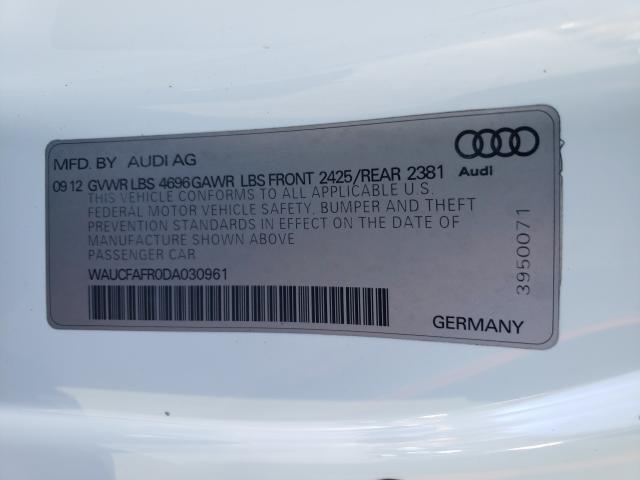 MFD. BY AUDI AG
09 12 GVWR LBS 4696 GAWR LBS FRONT 2425/REAR 2381
THIS VEHICLE CONFORMS TO ALL APPLICABLE U.S.
FEDERAL MOTOR VEHICLE SAFETY, BUMPER AND THEFT
PREVENTION STANDARDS IN EFFECT ON THE DATE OF
MANUFACTURE SHOWN ABOVE
PASSENGER CAR
WAUCFAFR0DA030961
GERMANY
Audi
3950071